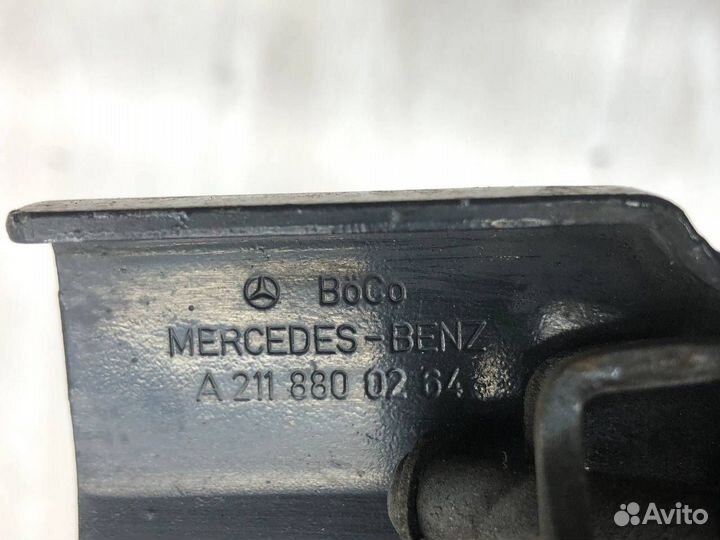 BöCo
MERCEDES-BENZ
A 211 880 02 64
Avito